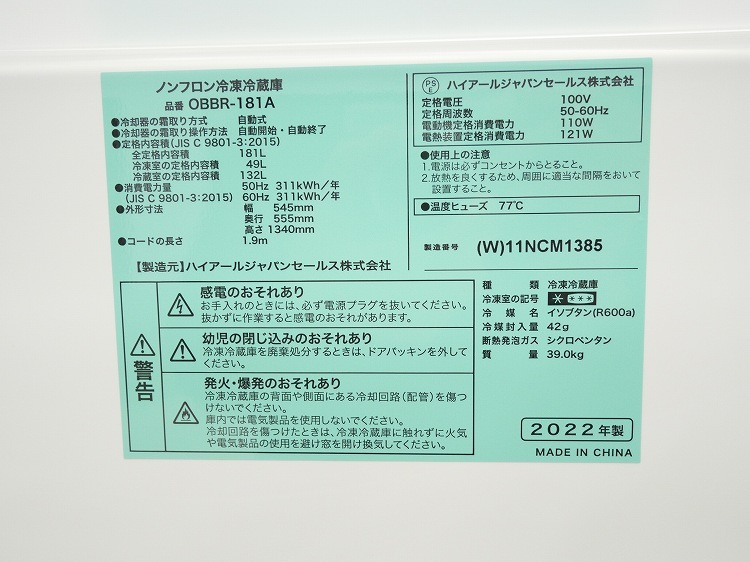 ノンフロン冷凍冷蔵庫
品番 OBBR-181A
●冷却器の霜取り方式 自動式
●冷却器の霜取り操作方法 自動開始・自動終了
●定格内容積(JIS C 9801-3:2015)
全定格内容積 181L
冷凍室の定格内容積 49L
冷蔵室の定格内容積 132L
●消費電力量 50Hz 311kWh/年
(JIS C 9801-3:2015) 60Hz 311kWh/年
●外形寸法 幅 545mm
奥行 555mm
高さ 1340mm
●コードの長さ 1.9m
【製造元】ハイアールジャパンセールス株式会社
PSE ハイアールジャパンセールス株式会社
定格電圧 100V
定格周波数 50-60Hz
電動機定格消費電力 110W
電熱装置定格消費電力 121W
●使用上の注意
1.電源は必ずコンセントからとること。
2.放熱を良くするため、周囲に適当な間隔をおいて
設置すること。
●温度ヒューズ 77℃
製造番号 (W)11NCM1385
警告
感電のおそれあり
お手入れのときには、必ず電源プラグを抜いてください。
抜かずに作業すると感電のおそれがあります。
幼児の閉じ込みのおそれあり
冷凍冷蔵庫を廃棄処分するときは、ドアパッキンを外して
ください。
発火・爆発のおそれあり
冷凍冷蔵庫の背面や側面にある冷却回路(配管)を傷つ
けないでください。
庫内では電気製品を使用しないでください。
冷却回路を傷つけたときは、冷凍冷蔵庫に触れずに火気
や電気製品の使用を避け窓を開け換気してください。
種類 冷凍冷蔵庫
冷凍室の記号 * ***
冷媒名 イソブタン(R600a)
冷媒封入量 42g
断熱発泡ガス シクロペンタン
質量 39.0kg
2022年製
MADE IN CHINA